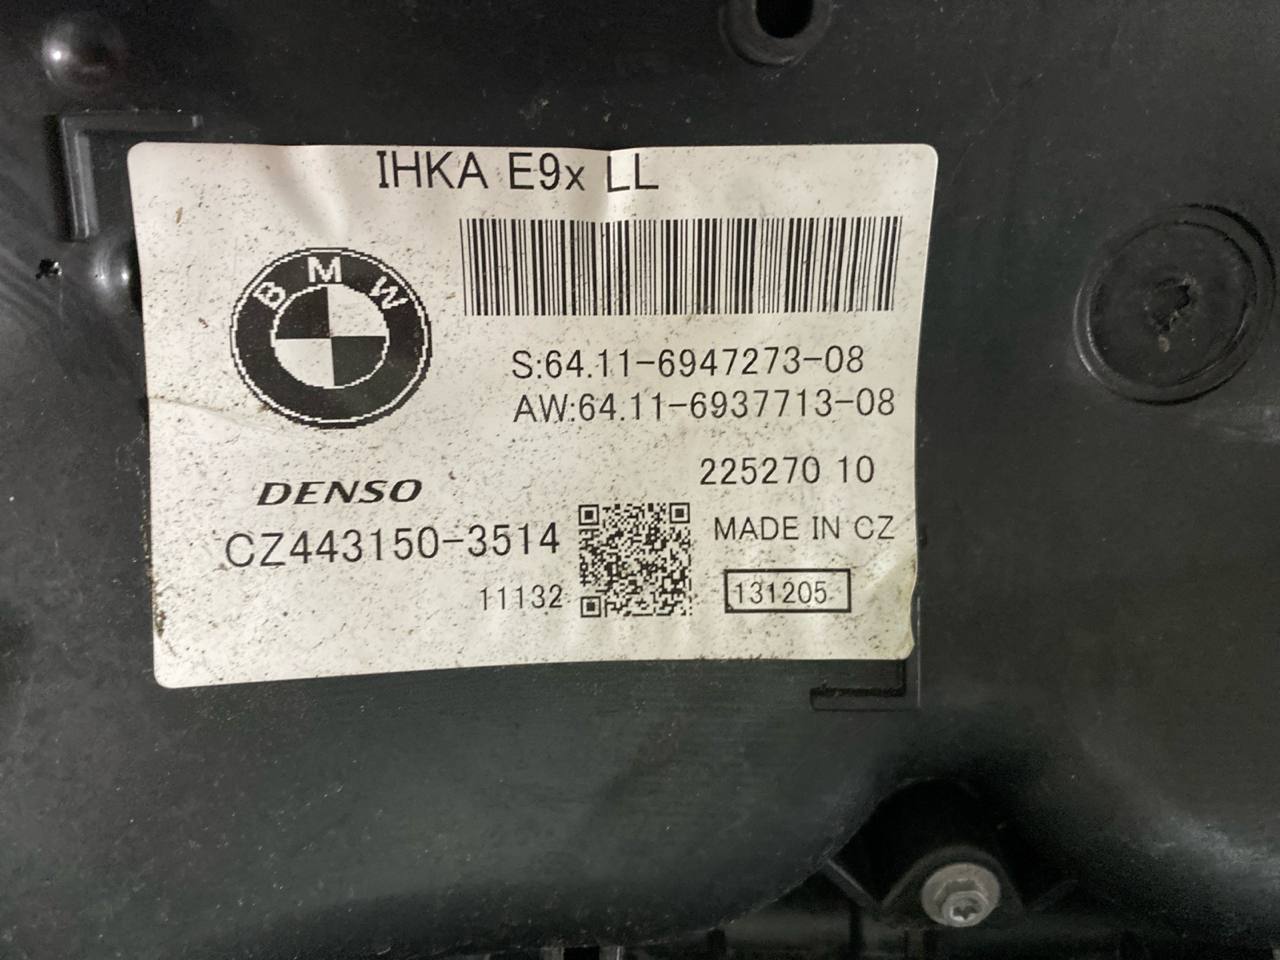 IHKA E9x LL
BMW
S:64.11-6947273-08
AW:64.11-6937713-08
225270 10
DENSO
CZ443150-3514
MADE IN CZ
11132
131205